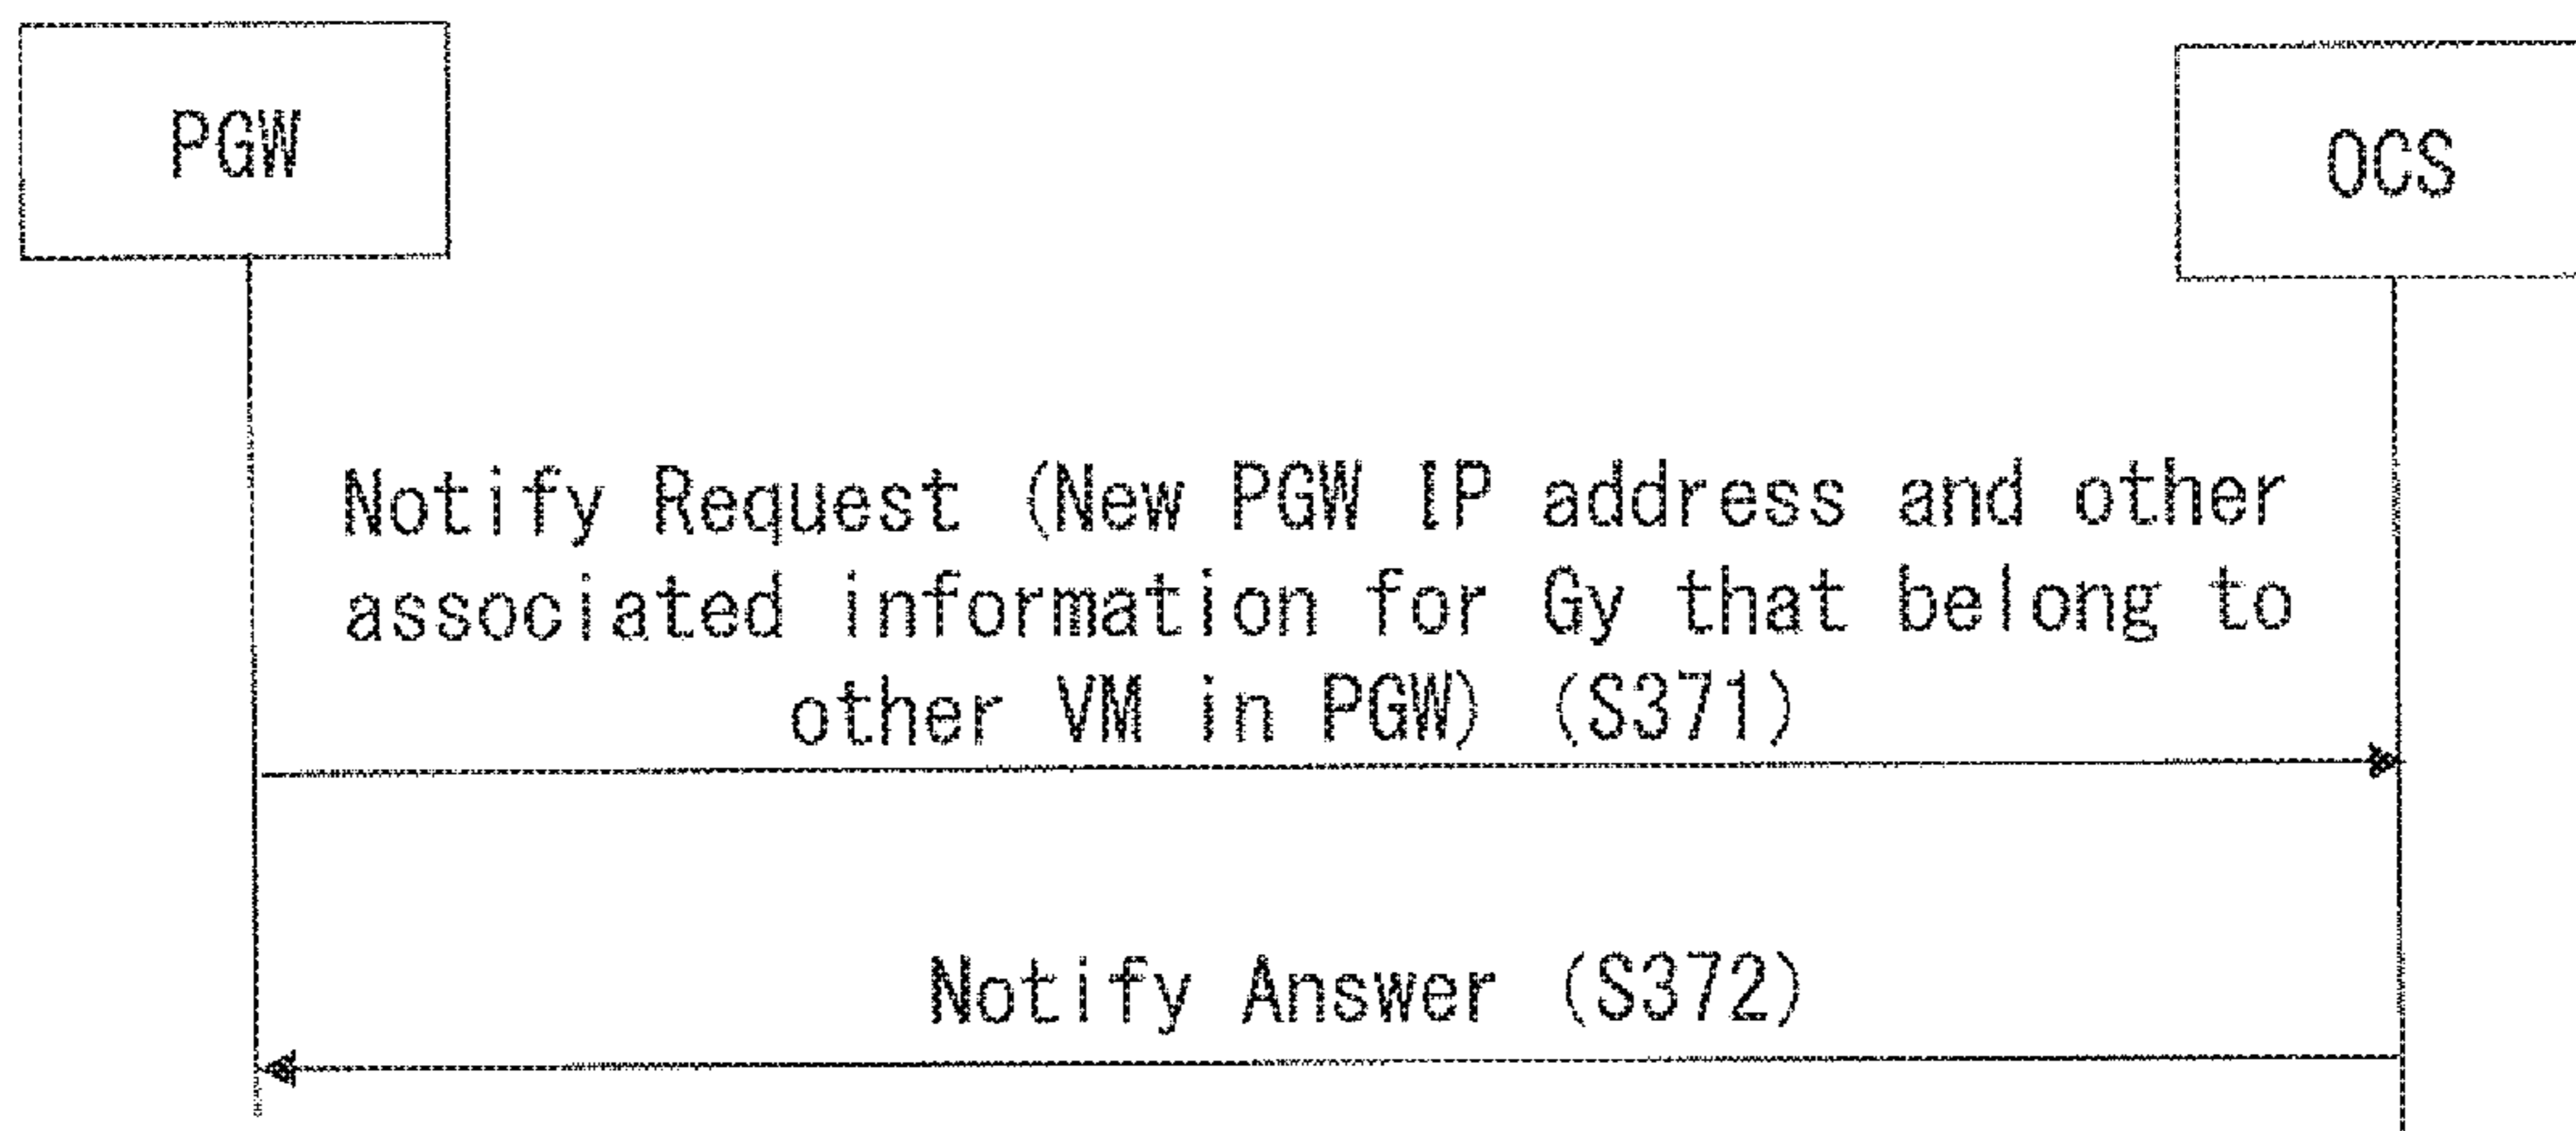 PGW
OCS
Notify Request (New PGW IP address and other
associated information for Gy that belong to
other VM in PGW) (S371)
Notify Answer (S372)